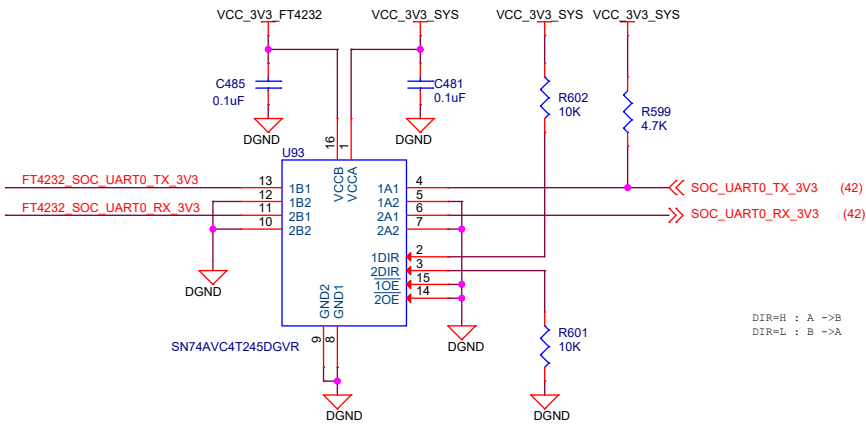 VCC_3V3_FT4232 VCC_3V3_SYS VCC_3V3_SYS VCC_3V3_SYS
C485
0.1uF
C481
0.1uF
R602
10K
R599
4.7K
DGND DGND
U93
16 1
VCCB VCCA
FT4232_SOC_UART0_TX_3V3 13 1B1 1A1 4 SOC_UART0_TX_3V3 (42)
12 1B2 1A2 5
FT4232_SOC_UART0_RX_3V3 11 2B1 2A1 6 SOC_UART0_RX_3V3 (42)
10 2B2 2A2 7
1DIR 2
2DIR 3
1OE 15
2OE 14
DGND
GND2 GND1
9 8
SN74AVC4T245DGVR
DGND
R601
10K
DIR=H : A ->B
DIR=L : B ->A
DGND DGND